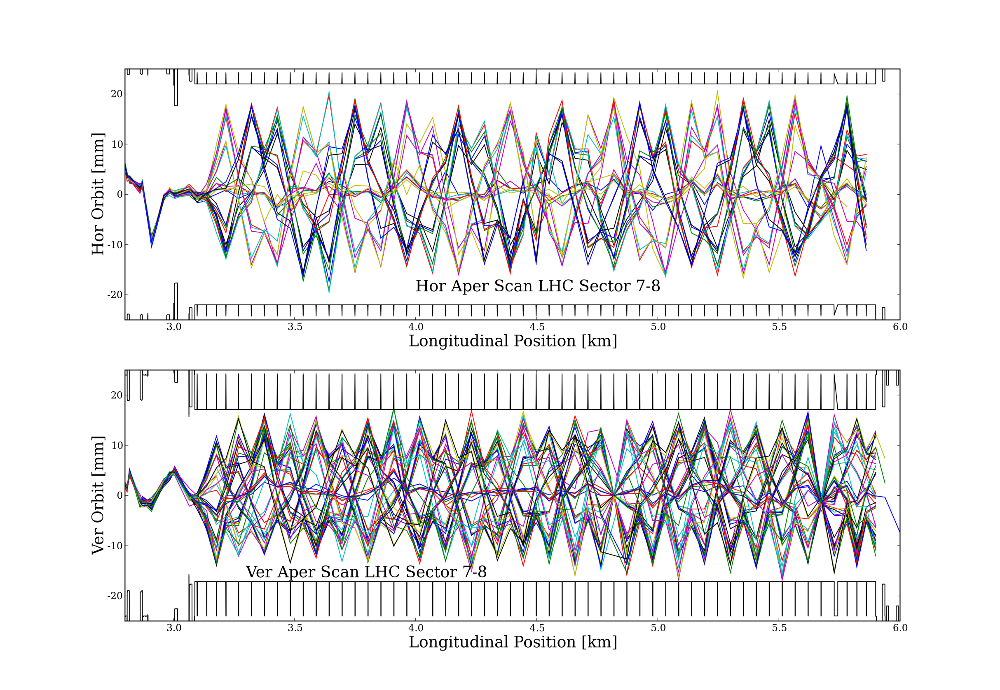 20
10
0
-10
-20
Hor Orbit [mm]
Hor Aper Scan LHC Sector 7-8
3.0 3.5 4.0 4.5 5.0 5.5 6.0
Longitudinal Position [km]
20
10
0
-10
-20
Ver Orbit [mm]
Ver Aper Scan LHC Sector 7-8
3.0 3.5 4.0 4.5 5.0 5.5 6.0
Longitudinal Position [km]